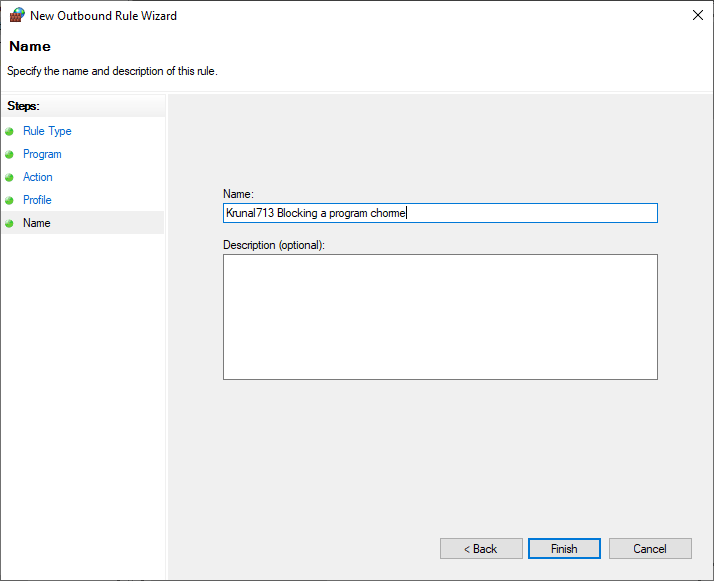 New Outbound Rule Wizard
Name
Specify the name and description of this rule.
Steps:
Rule Type
Program
Action
Profile
Name
Name:
Krunal713 Blocking a program chorme
Description (optional):
< Back
Finish
Cancel